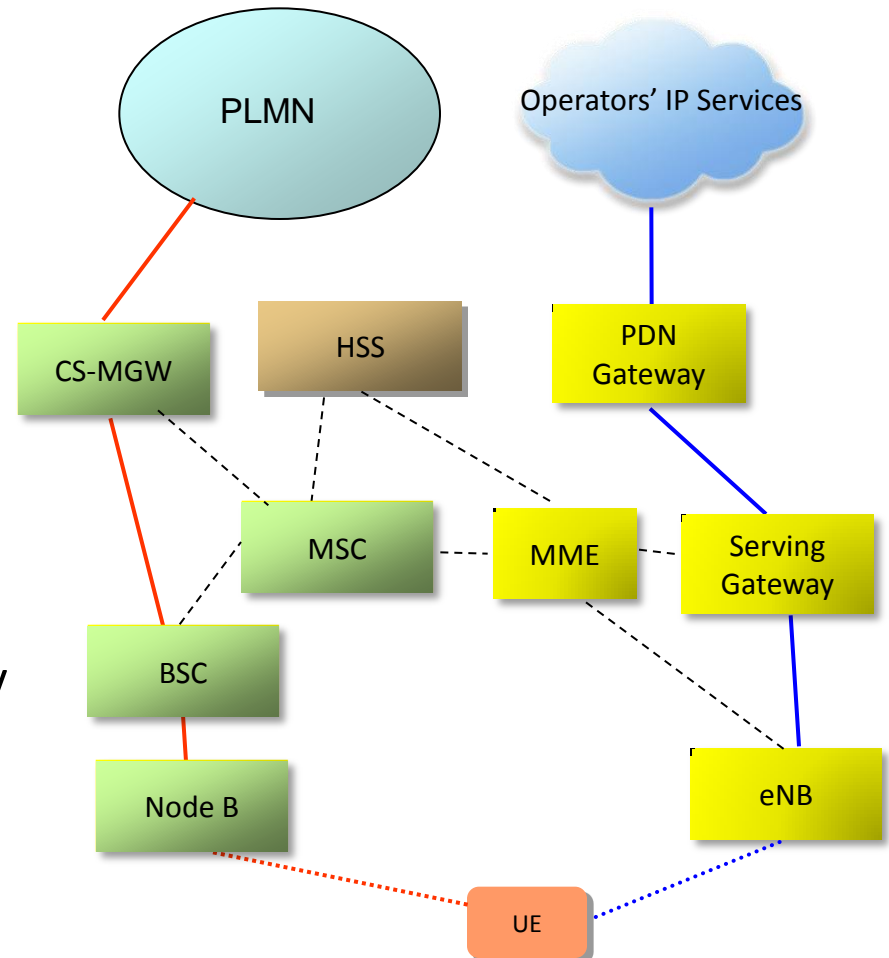 PLMN
Operators' IP Services
CS-MGW
HSS
PDN
Gateway
MSC
MME
Serving
Gateway
BSC
y
Node B
eNB
UE